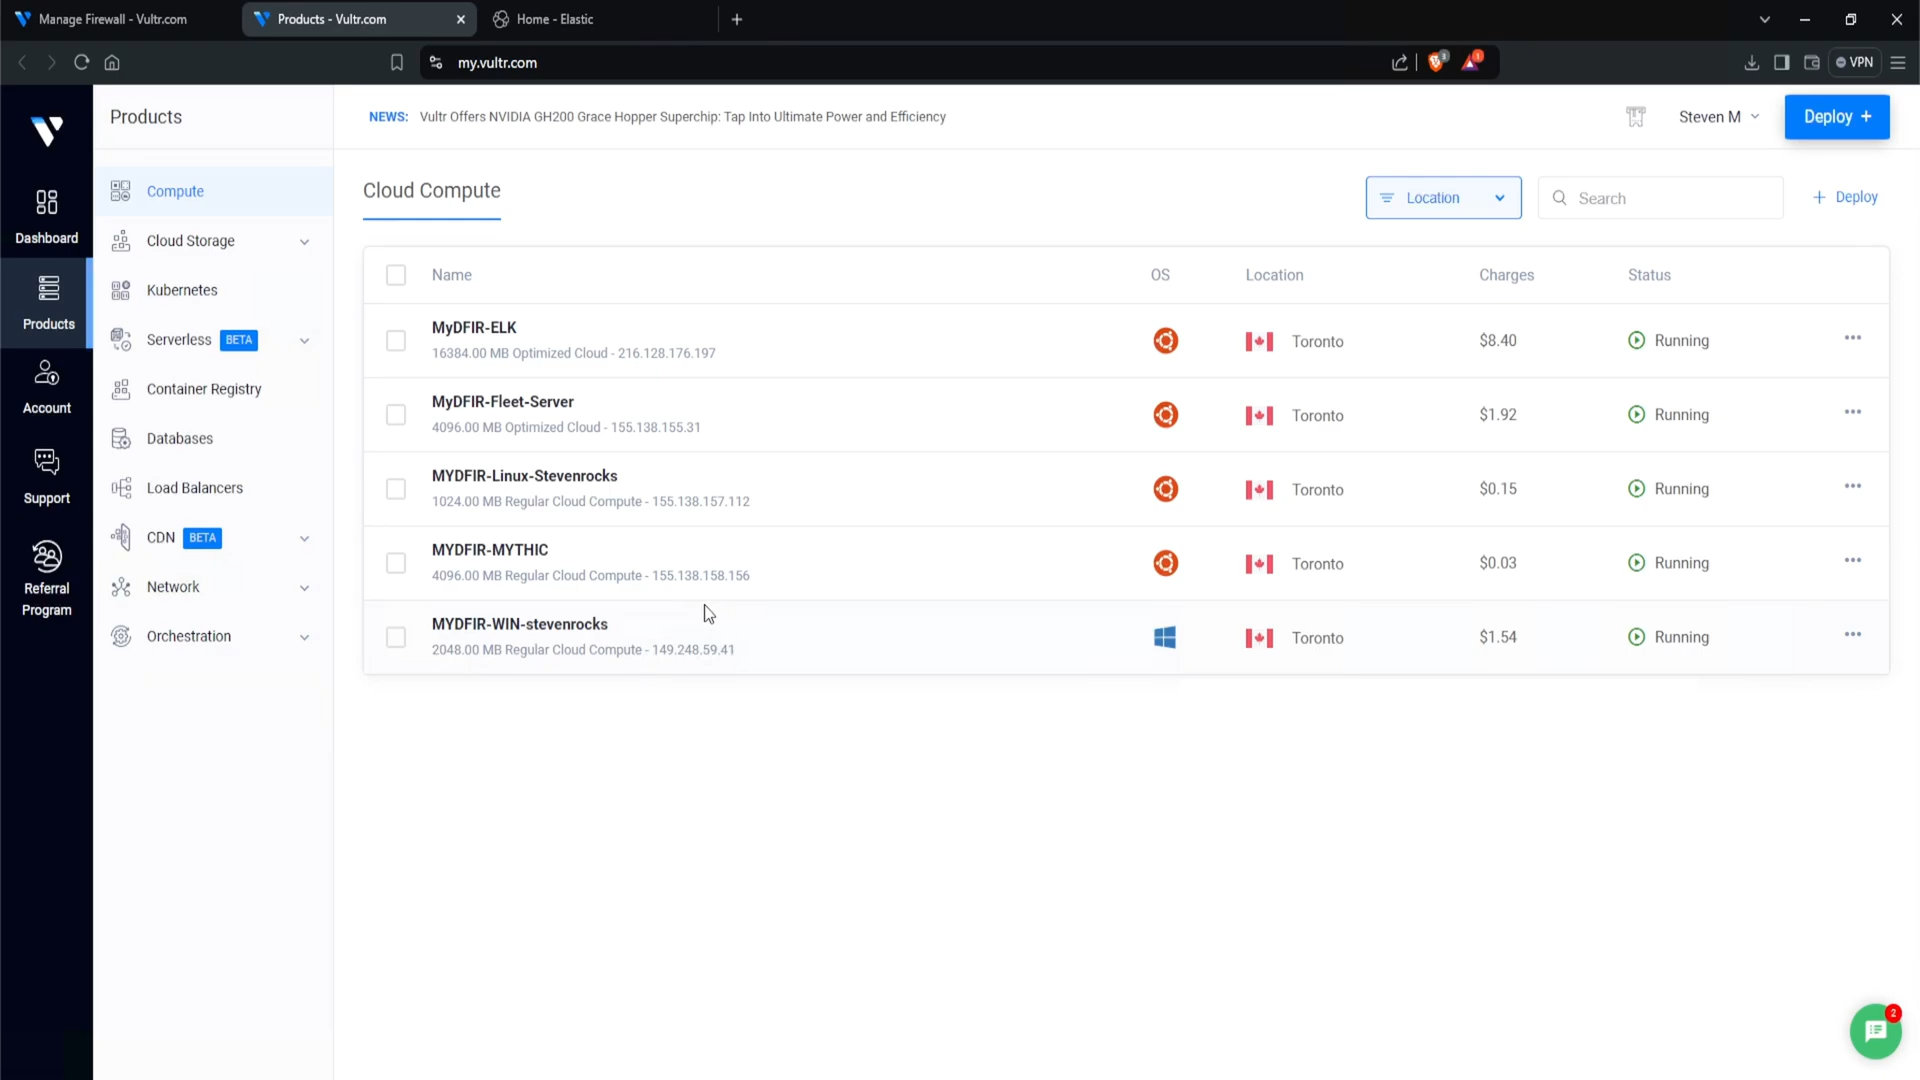 Manage Firewall - Vultr.com
Products - Vultr.com
Home - Elastic
my.vultr.com
3
1
VPN
Products
NEWS: Vultr Offers NVIDIA GH200 Grace Hopper Superchip: Tap Into Ultimate Power and Efficiency
Steven M
Deploy +
Dashboard
Products
Account
Support
Referral
Program
Compute
Cloud Storage
Kubernetes
Serverless BETA
Container Registry
Databases
Load Balancers
CDN BETA
Network
Orchestration
Cloud Compute
Location
Search
+ Deploy
Name OS Location Charges Status
MyDFIR-ELK
16384.00 MB Optimized Cloud - 216.128.176.197
Toronto $8.40 Running
MyDFIR-Fleet-Server
4096.00 MB Optimized Cloud - 155.138.155.31
Toronto $1.92 Running
MYDFIR-Linux-Stevenrocks
1024.00 MB Regular Cloud Compute - 155.138.157.112
Toronto $0.15 Running
MYDFIR-MYTHIC
4096.00 MB Regular Cloud Compute - 155.138.158.156
Toronto $0.03 Running
MYDFIR-WIN-stevenrocks
2048.00 MB Regular Cloud Compute - 149.248.59.41
Toronto $1.54 Running
2